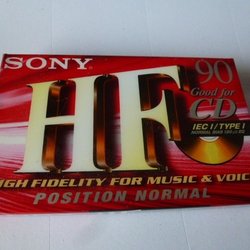 SONY
HF
90
Good for
CD
IEC I / TYPE I
HIGH FIDELITY FOR MUSIC & VOICE
POSITION NORMAL